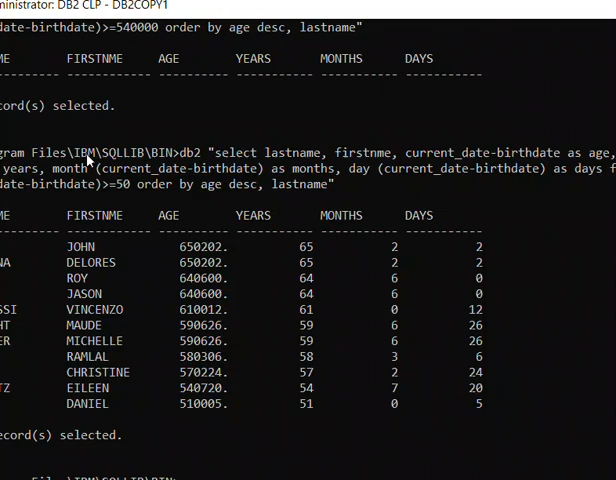 ministrator: DB2 CLP - DB2COPY1
date-birthdate)>=540000 order by age desc, lastname"
ME FIRSTNME AGE YEARS MONTHS DAYS
---------- ------------ ---------- ----------- ----------- -----------
cord(s) selected.
gram Files\IBM\SQLLIB\BIN>db2 "select lastname, firstnme, current_date-birthdate as age,
years, month (current_date-birthdate) as months, day (current_date-birthdate) as days f
date-birthdate)>=50 order by age desc, lastname"
ME FIRSTNME AGE YEARS MONTHS DAYS
---------- ------------ ---------- ----------- ----------- -----------
JOHN 650202. 65 2 2
NA DELORES 650202. 65 2 2
ROY 640600. 64 6 0
JASON 640600. 64 6 0
SSI VINCENZO 610012. 61 0 12
HT MAUDE 590626. 59 6 26
ER MICHELLE 590626. 59 6 26
RAMLAL 580306. 58 3 6
CHRISTINE 570224. 57 2 24
TZ EILEEN 540720. 54 7 20
DANIEL 510005. 51 0 5
ecord(s) selected.
Files\IBM\SQLLIB\BIN>